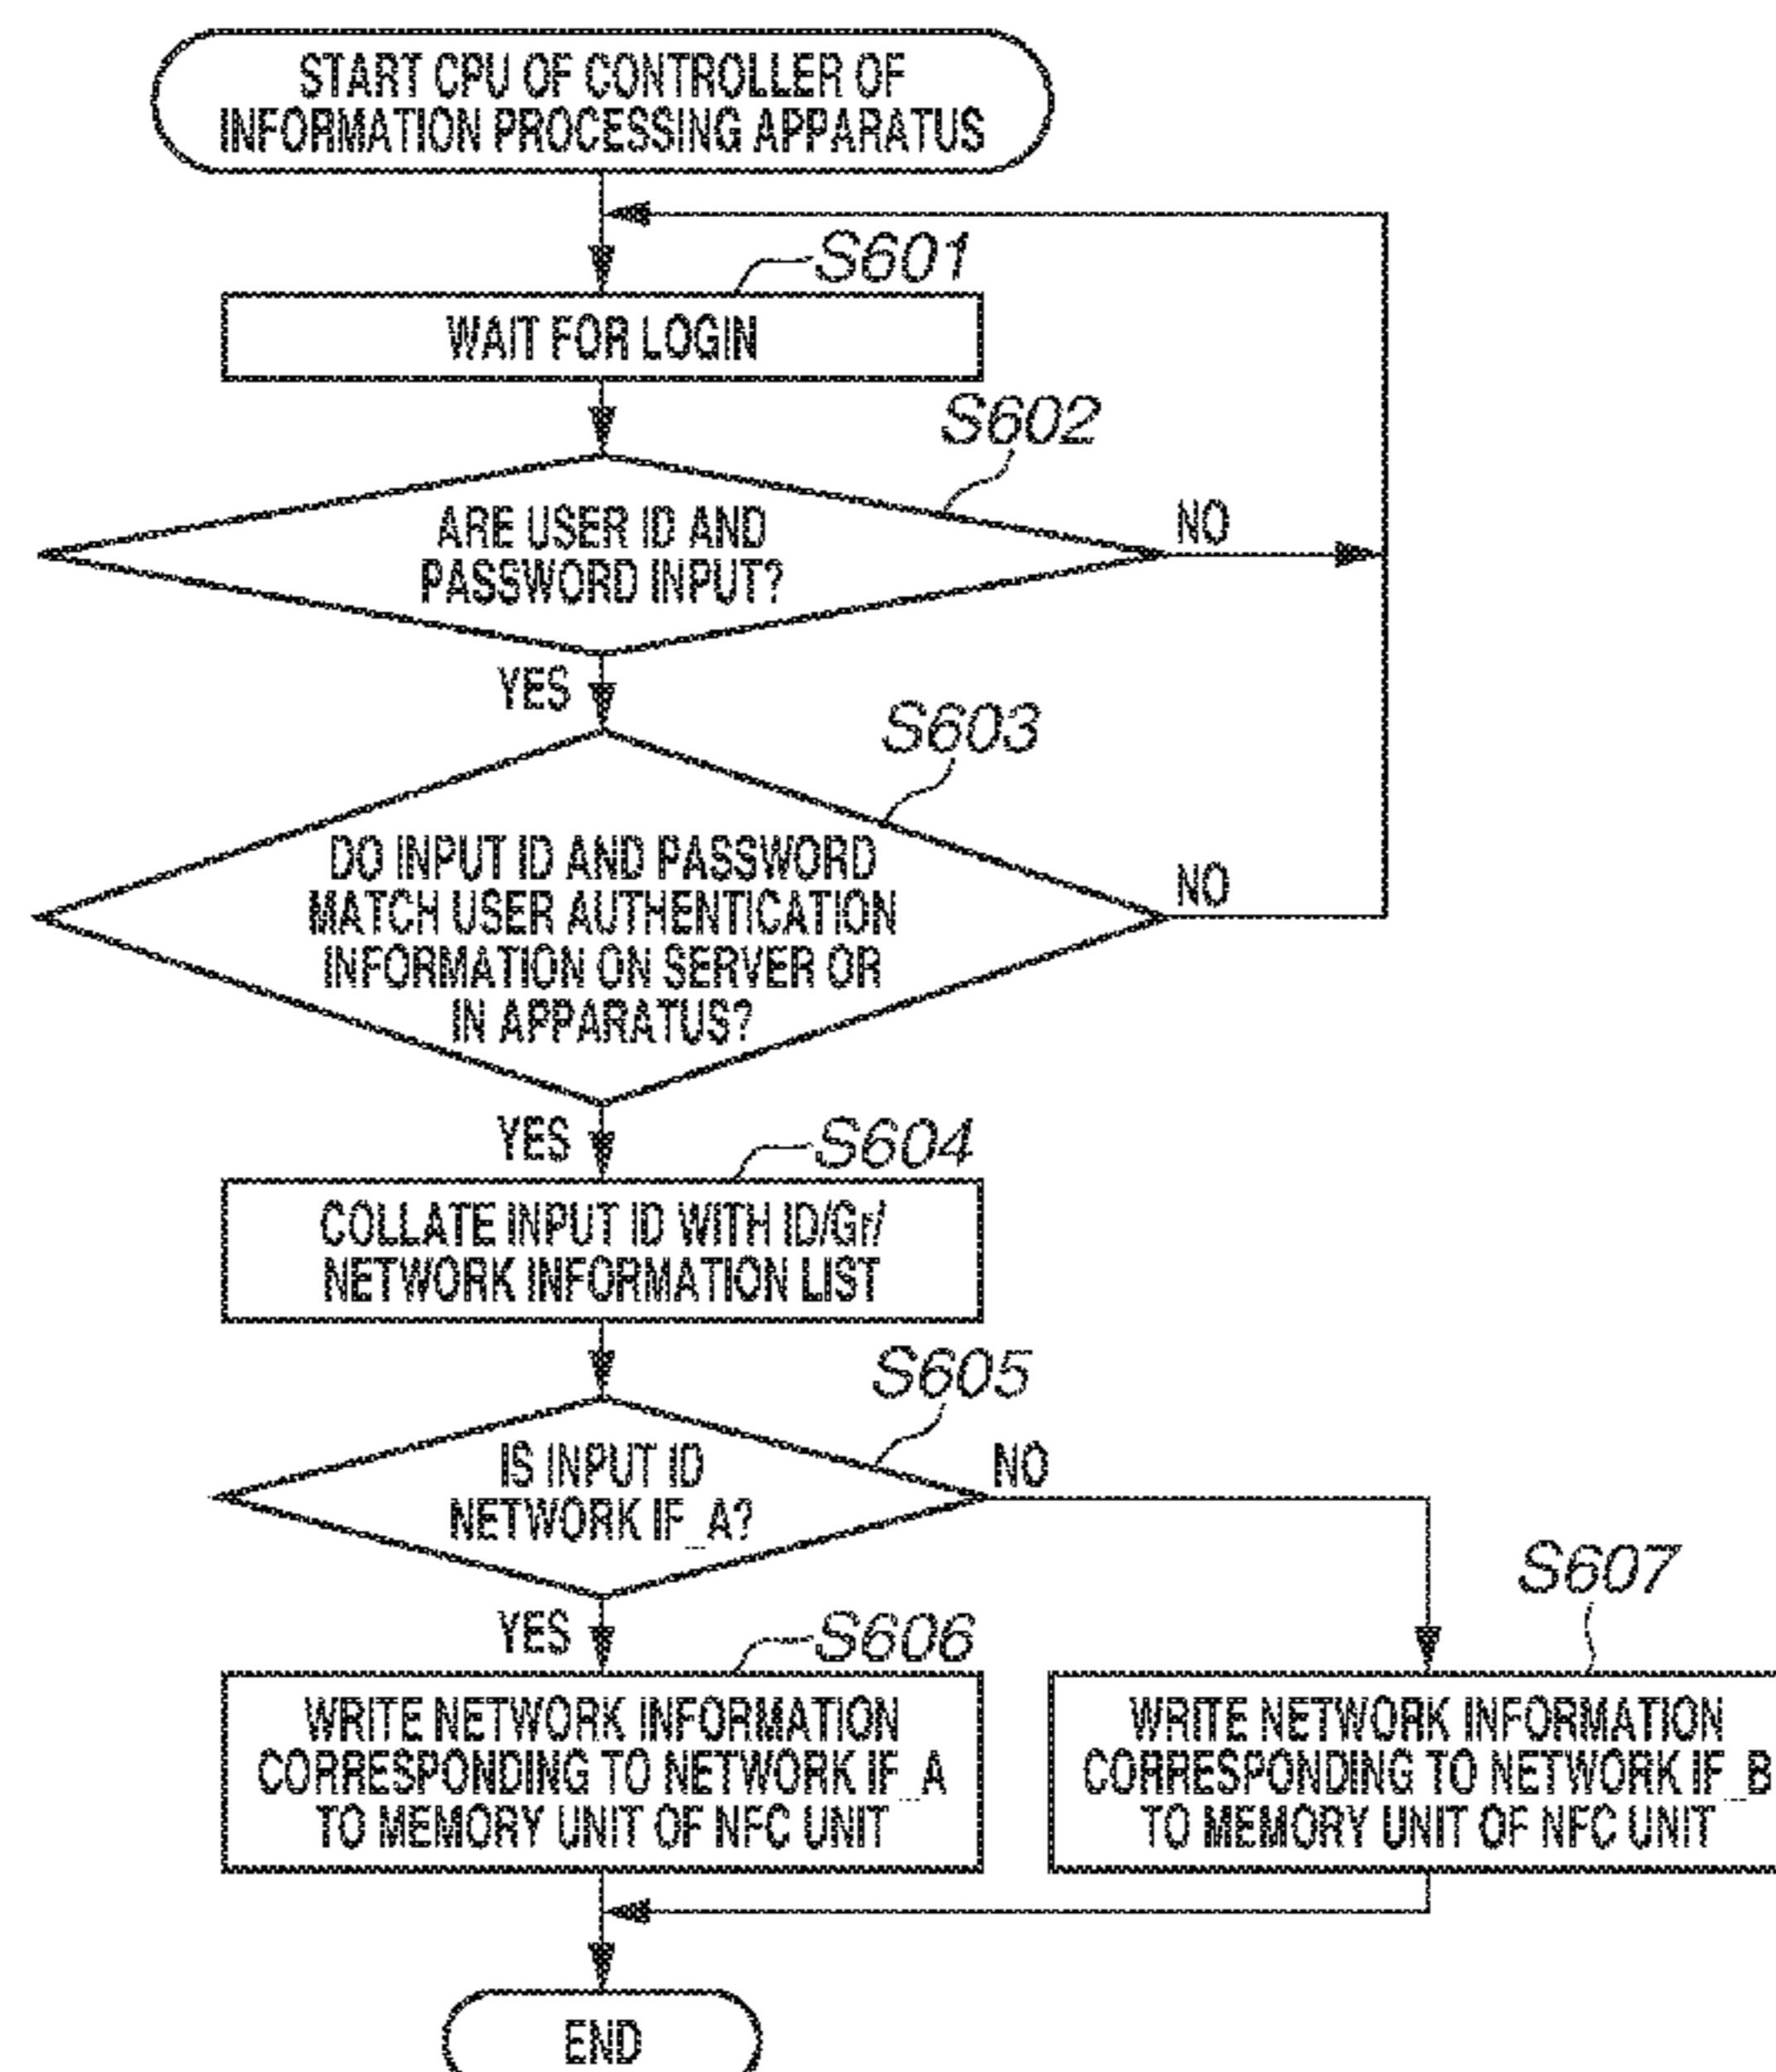 START CPU OF CONTROLLER OF
INFORMATION PROCESSING APPARATUS
S601
WAIT FOR LOGIN
S602
ARE USER ID AND
PASSWORD INPUT?
NO
YES
S603
DO INPUT ID AND PASSWORD
MATCH USER AUTHENTICATION
INFORMATION ON SERVER OR
IN APPARATUS?
NO
YES
S604
COLLATE INPUT ID WITH ID/Gr/
NETWORK INFORMATION LIST
S605
IS INPUT ID
NETWORK IF_A?
NO
YES
S606
WRITE NETWORK INFORMATION
CORRESPONDING TO NETWORK IF_A
TO MEMORY UNIT OF NFC UNIT
S607
WRITE NETWORK INFORMATION
CORRESPONDING TO NETWORK IF_B
TO MEMORY UNIT OF NFC UNIT
END